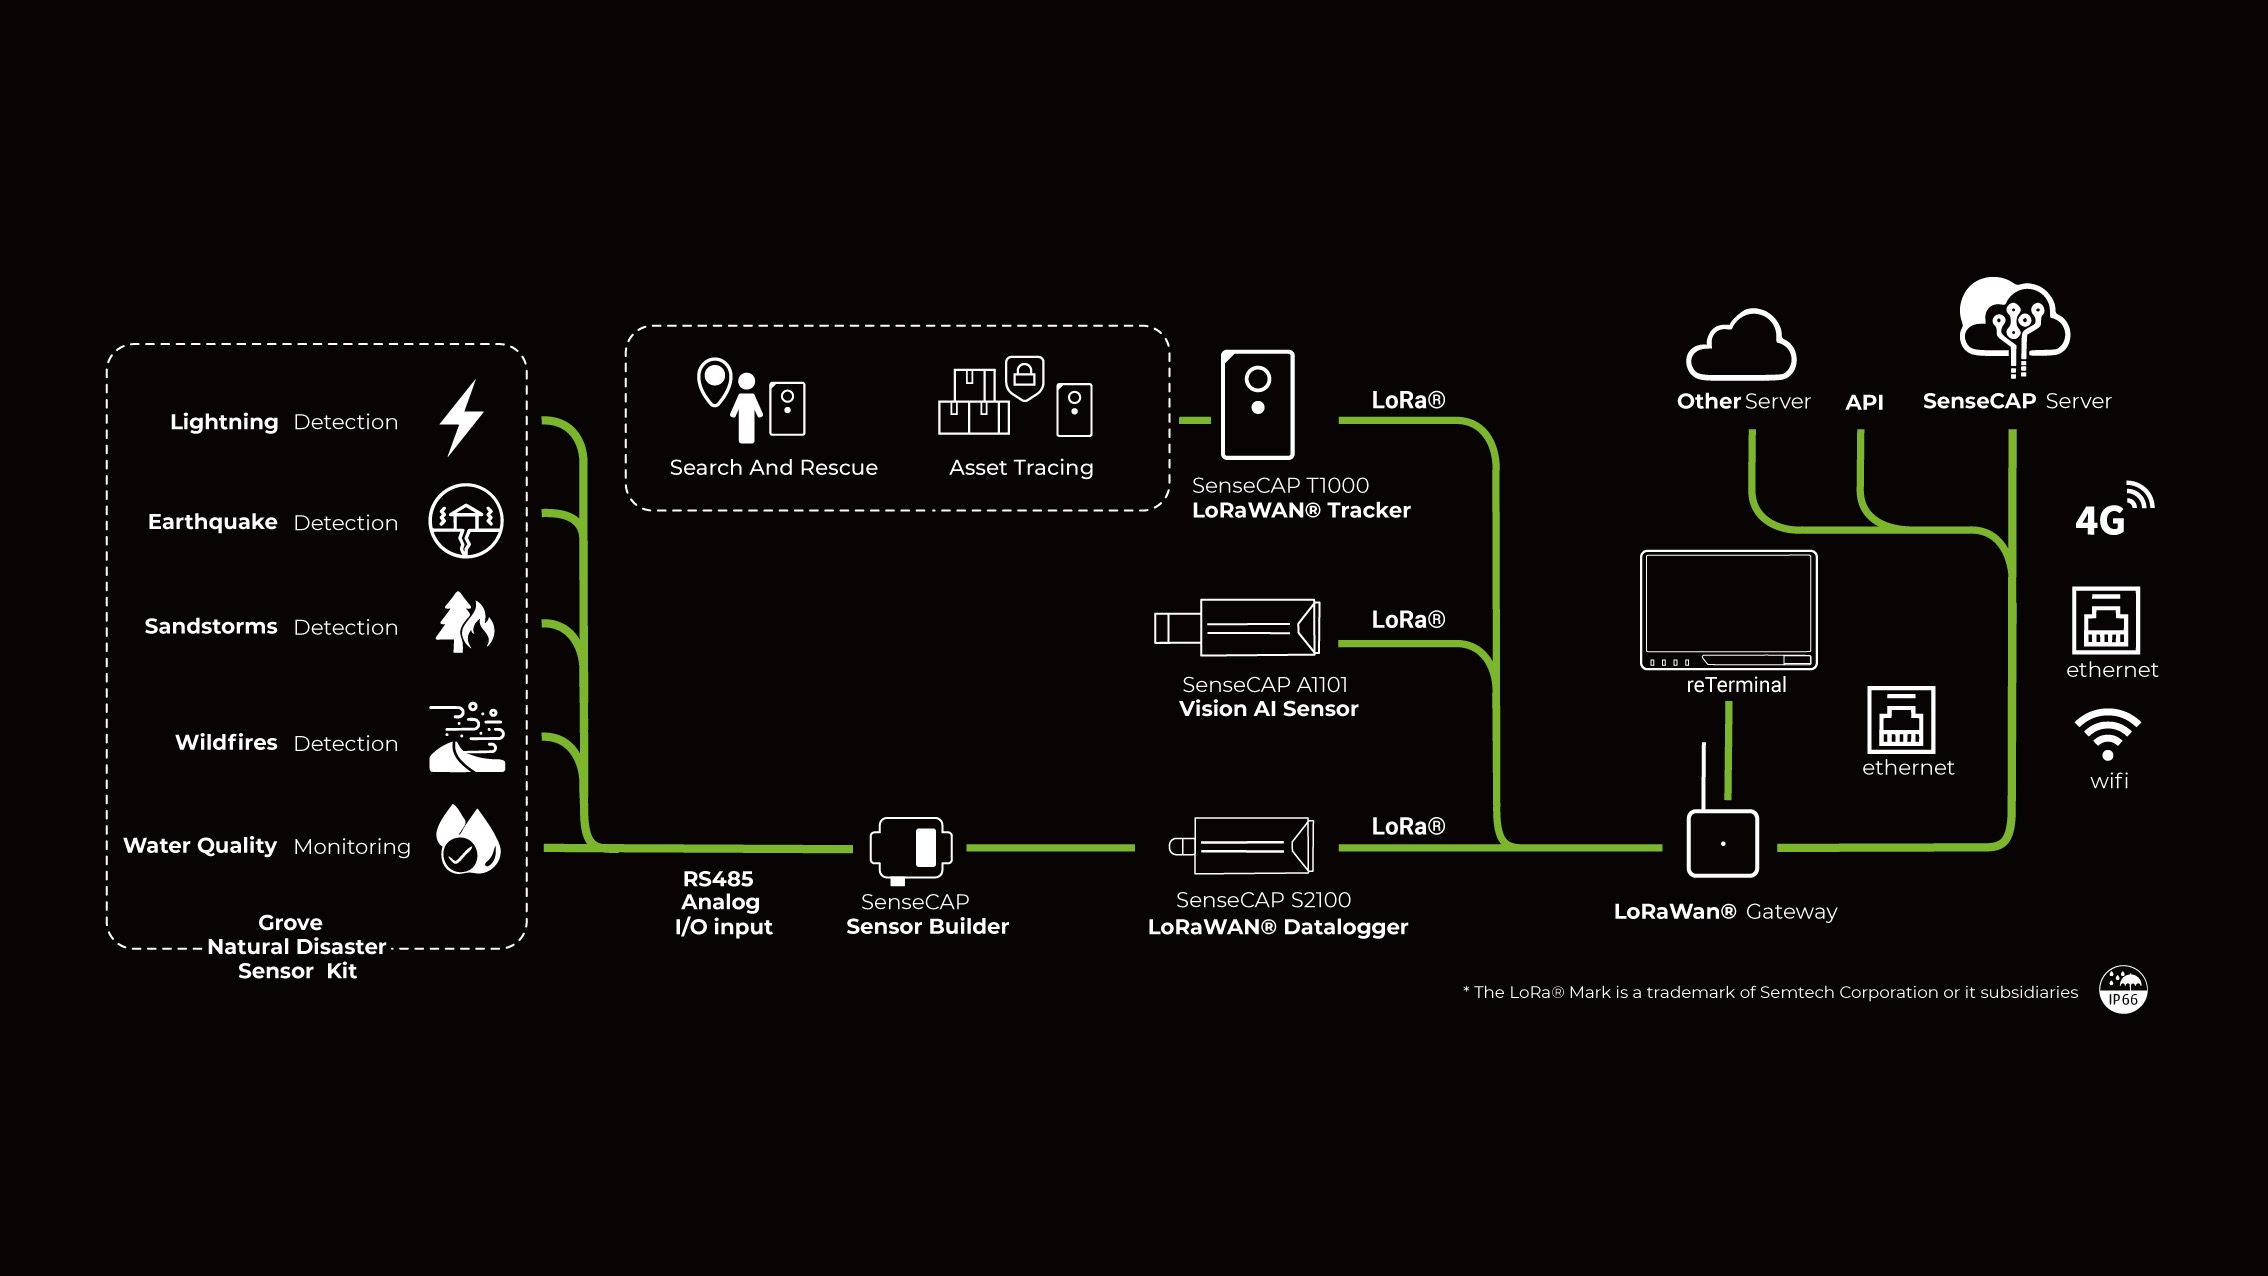 Lightning Detection
Earthquake Detection
Sandstorms Detection
Wildfires Detection
Water Quality Monitoring
Grove
Natural Disaster
Sensor Kit
Search And Rescue
Asset Tracing
RS485
Analog
I/O input
SenseCAP
Sensor Builder
SenseCAP T1000
LoRaWAN® Tracker
SenseCAP A1101
Vision AI Sensor
SenseCAP S2100
LoRaWAN® Datalogger
LoRa®
LoRa®
LoRa®
Other Server
API
SenseCAP Server
reTerminal
ethernet
LoRaWan® Gateway
4G
ethernet
wifi
* The LoRa® Mark is a trademark of Semtech Corporation or it subsidiaries
IP66